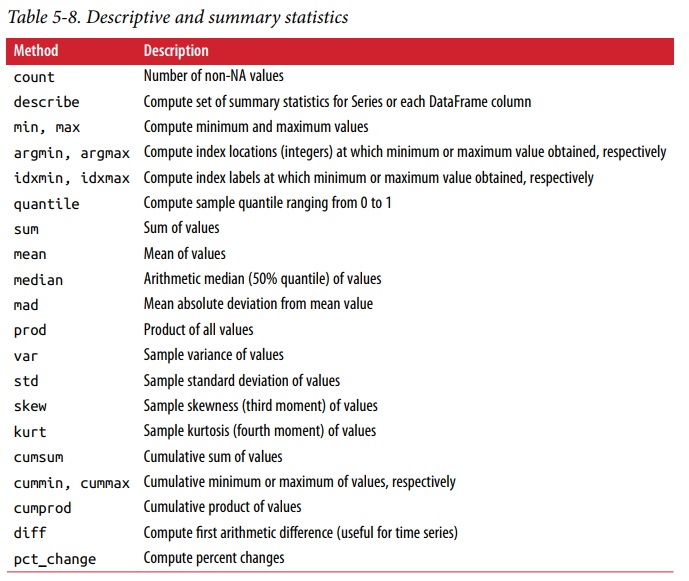 Table 5-8. Descriptive and summary statistics
Method Description
count Number of non-NA values
describe Compute set of summary statistics for Series or each DataFrame column
min, max Compute minimum and maximum values
argmin, argmax Compute index locations (integers) at which minimum or maximum value obtained, respectively
idxmin, idxmax Compute index labels at which minimum or maximum value obtained, respectively
quantile Compute sample quantile ranging from 0 to 1
sum Sum of values
mean Mean of values
median Arithmetic median (50% quantile) of values
mad Mean absolute deviation from mean value
prod Product of all values
var Sample variance of values
std Sample standard deviation of values
skew Sample skewness (third moment) of values
kurt Sample kurtosis (fourth moment) of values
cumsum Cumulative sum of values
cummin, cummax Cumulative minimum or maximum of values, respectively
cumprod Cumulative product of values
diff Compute first arithmetic difference (useful for time series)
pct_change Compute percent changes